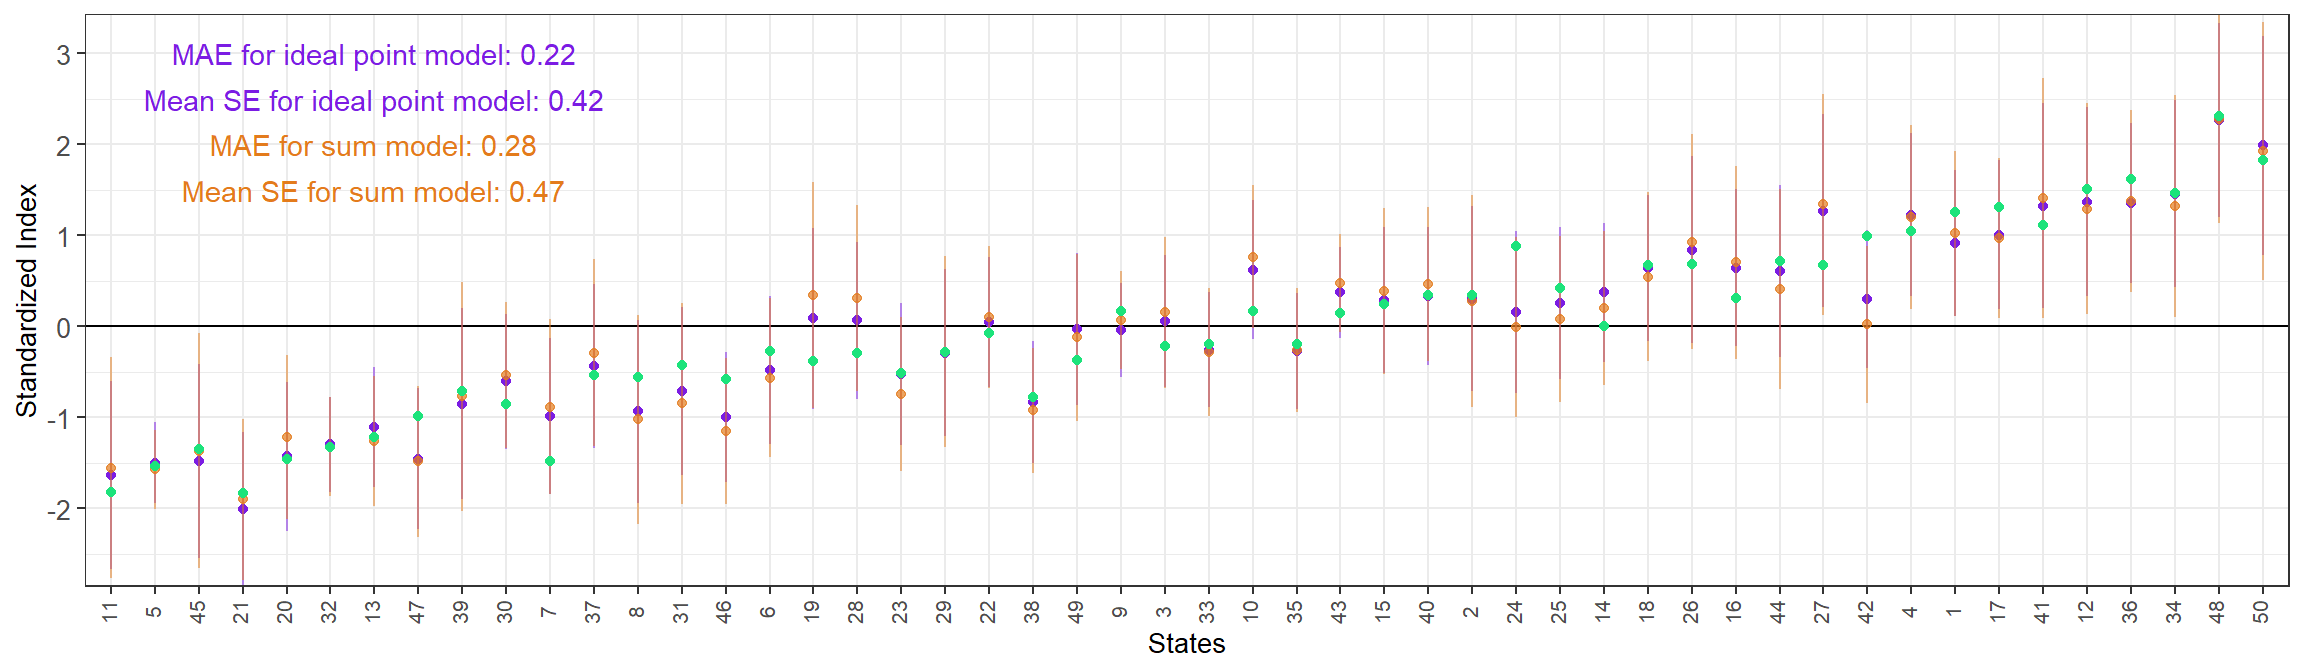 MAE for ideal point model: 0.22
Mean SE for ideal point model: 0.42
MAE for sum model: 0.28
Mean SE for sum model: 0.47
Standardized Index
3
2
1
0
-1
-2
11 5 45 21 20 32 13 47 39 30 7 37 8 31 46 6 19 28 23 29 22 38 49 9 3 33 10 35 43 15 40 2 24 25 14 18 26 16 44 27 42 4 1 17 41 12 36 34 48 50
States